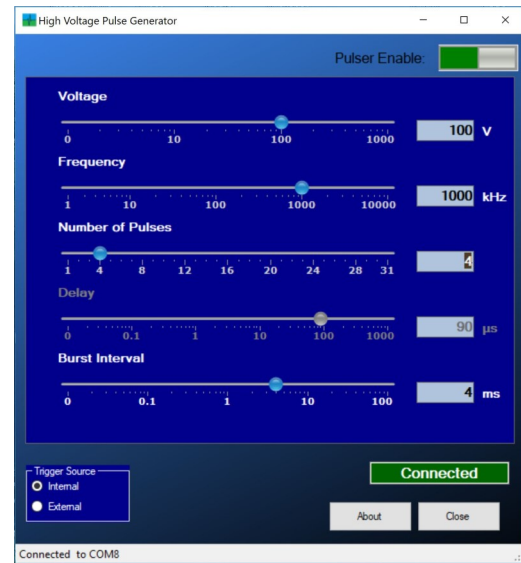 High Voltage Pulse Generator
Pulser Enable:
Voltage
0 10 100 1000
100 V
Frequency
1 10 100 1000 10000
1000 kHz
Number of Pulses
1 4 8 12 16 20 24 28 31
4
Delay
0 0.1 1 10 100 1000
90 µs
Burst Interval
0 0.1 1 10 100
4 ms
Trigger Source
Internal
External
Connected
About Close
Connected to COM8